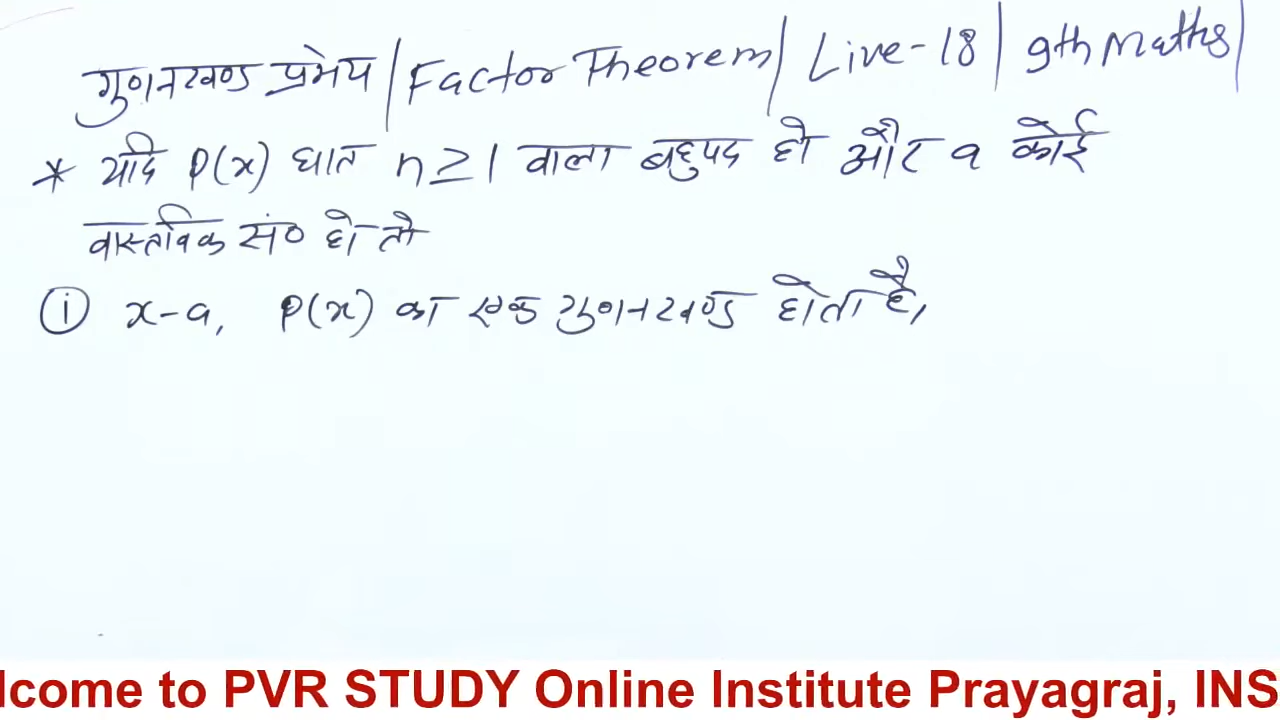 गुणनखण्ड प्रमेय | Factor Theorem | Live-18 | 9th Maths |
* यदि P(x) घात n ≥ 1 वाला बहुपद हो और a कोई
वास्तविक सं० हो तो
(i) x-a, P(x) का एक गुणनखण्ड होता है,
lcome to PVR STUDY Online Institute Prayagraj, INS